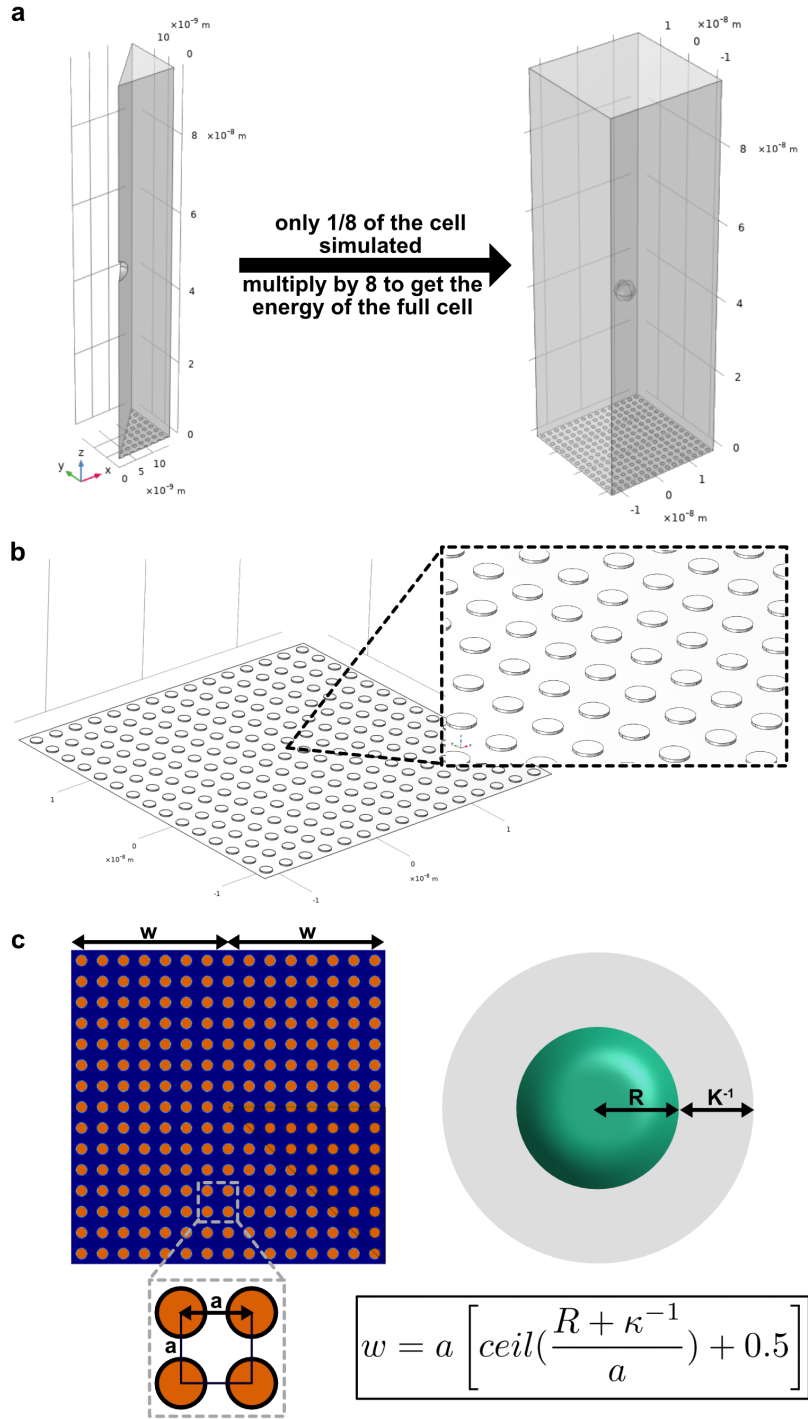 a
×10⁻⁹ m
10
0
8 ×10⁻⁸ m
6
4
2
0
z
y
x
0 5 10
×10⁻⁹ m
only 1/8 of the cell
simulated
multiply by 8 to get the
energy of the full cell
×10⁻⁸ m
1
0
-1
8 ×10⁻⁸ m
6
4
2
0
1
0
-1
×10⁻⁸ m
b
1
0
×10⁻⁸ m
-1
1
0
×10⁻⁸ m
-1
c
w w
R K⁻¹
a
a
w = a [ceil(\frac{R + κ⁻¹}{a}) + 0.5]